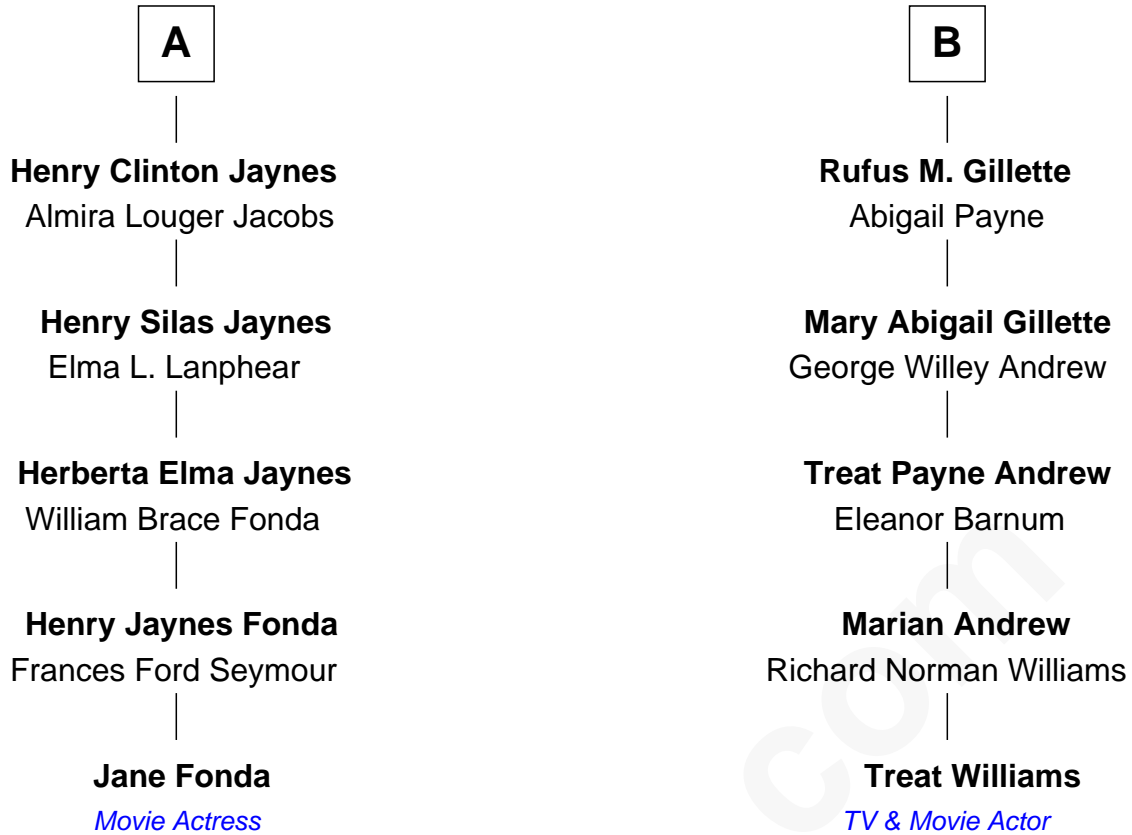 A
Henry Clinton Jaynes
Almira Louger Jacobs
Henry Silas Jaynes
Elma L. Lanphear
Herberta Elma Jaynes
William Brace Fonda
Henry Jaynes Fonda
Frances Ford Seymour
Jane Fonda
Movie Actress
B
Rufus M. Gillette
Abigail Payne
Mary Abigail Gillette
George Willey Andrew
Treat Payne Andrew
Eleanor Barnum
Marian Andrew
Richard Norman Williams
Treat Williams
TV & Movie Actor
com